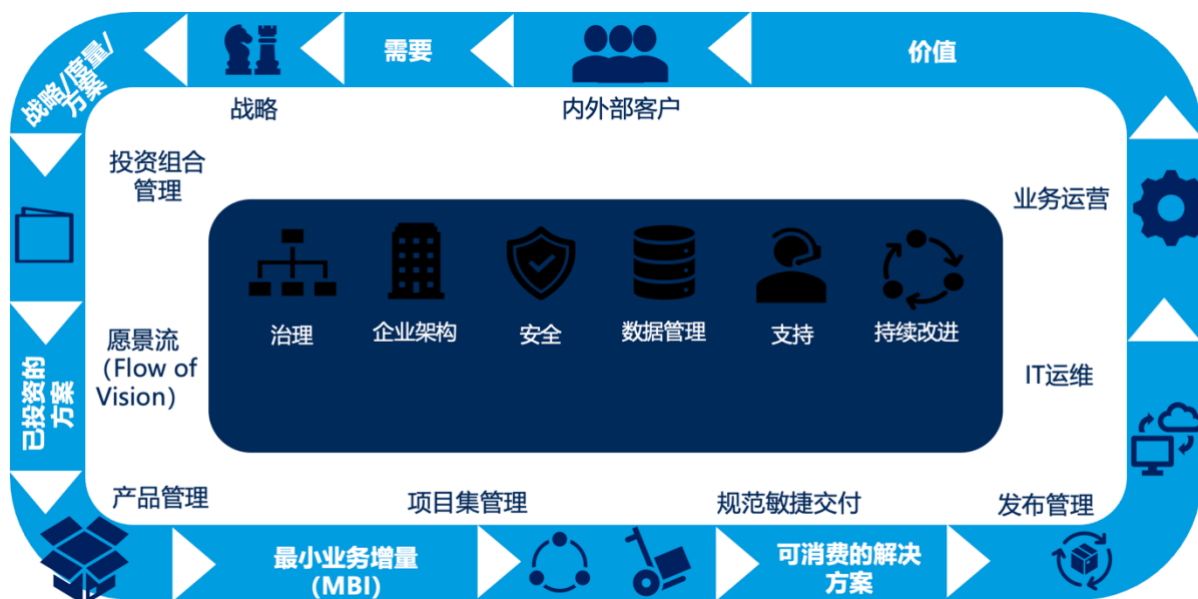 战略/度量/
方案
需要
价值
战略
内外部客户
投资组合
管理
业务运营
治理
企业架构
安全
数据管理
支持
持续改进
愿景流
（Flow of
Vision）
IT运维
已投资的
方案
产品管理
项目集管理
规范敏捷交付
发布管理
最小业务增量
(MBI)
可消费的解决
方案